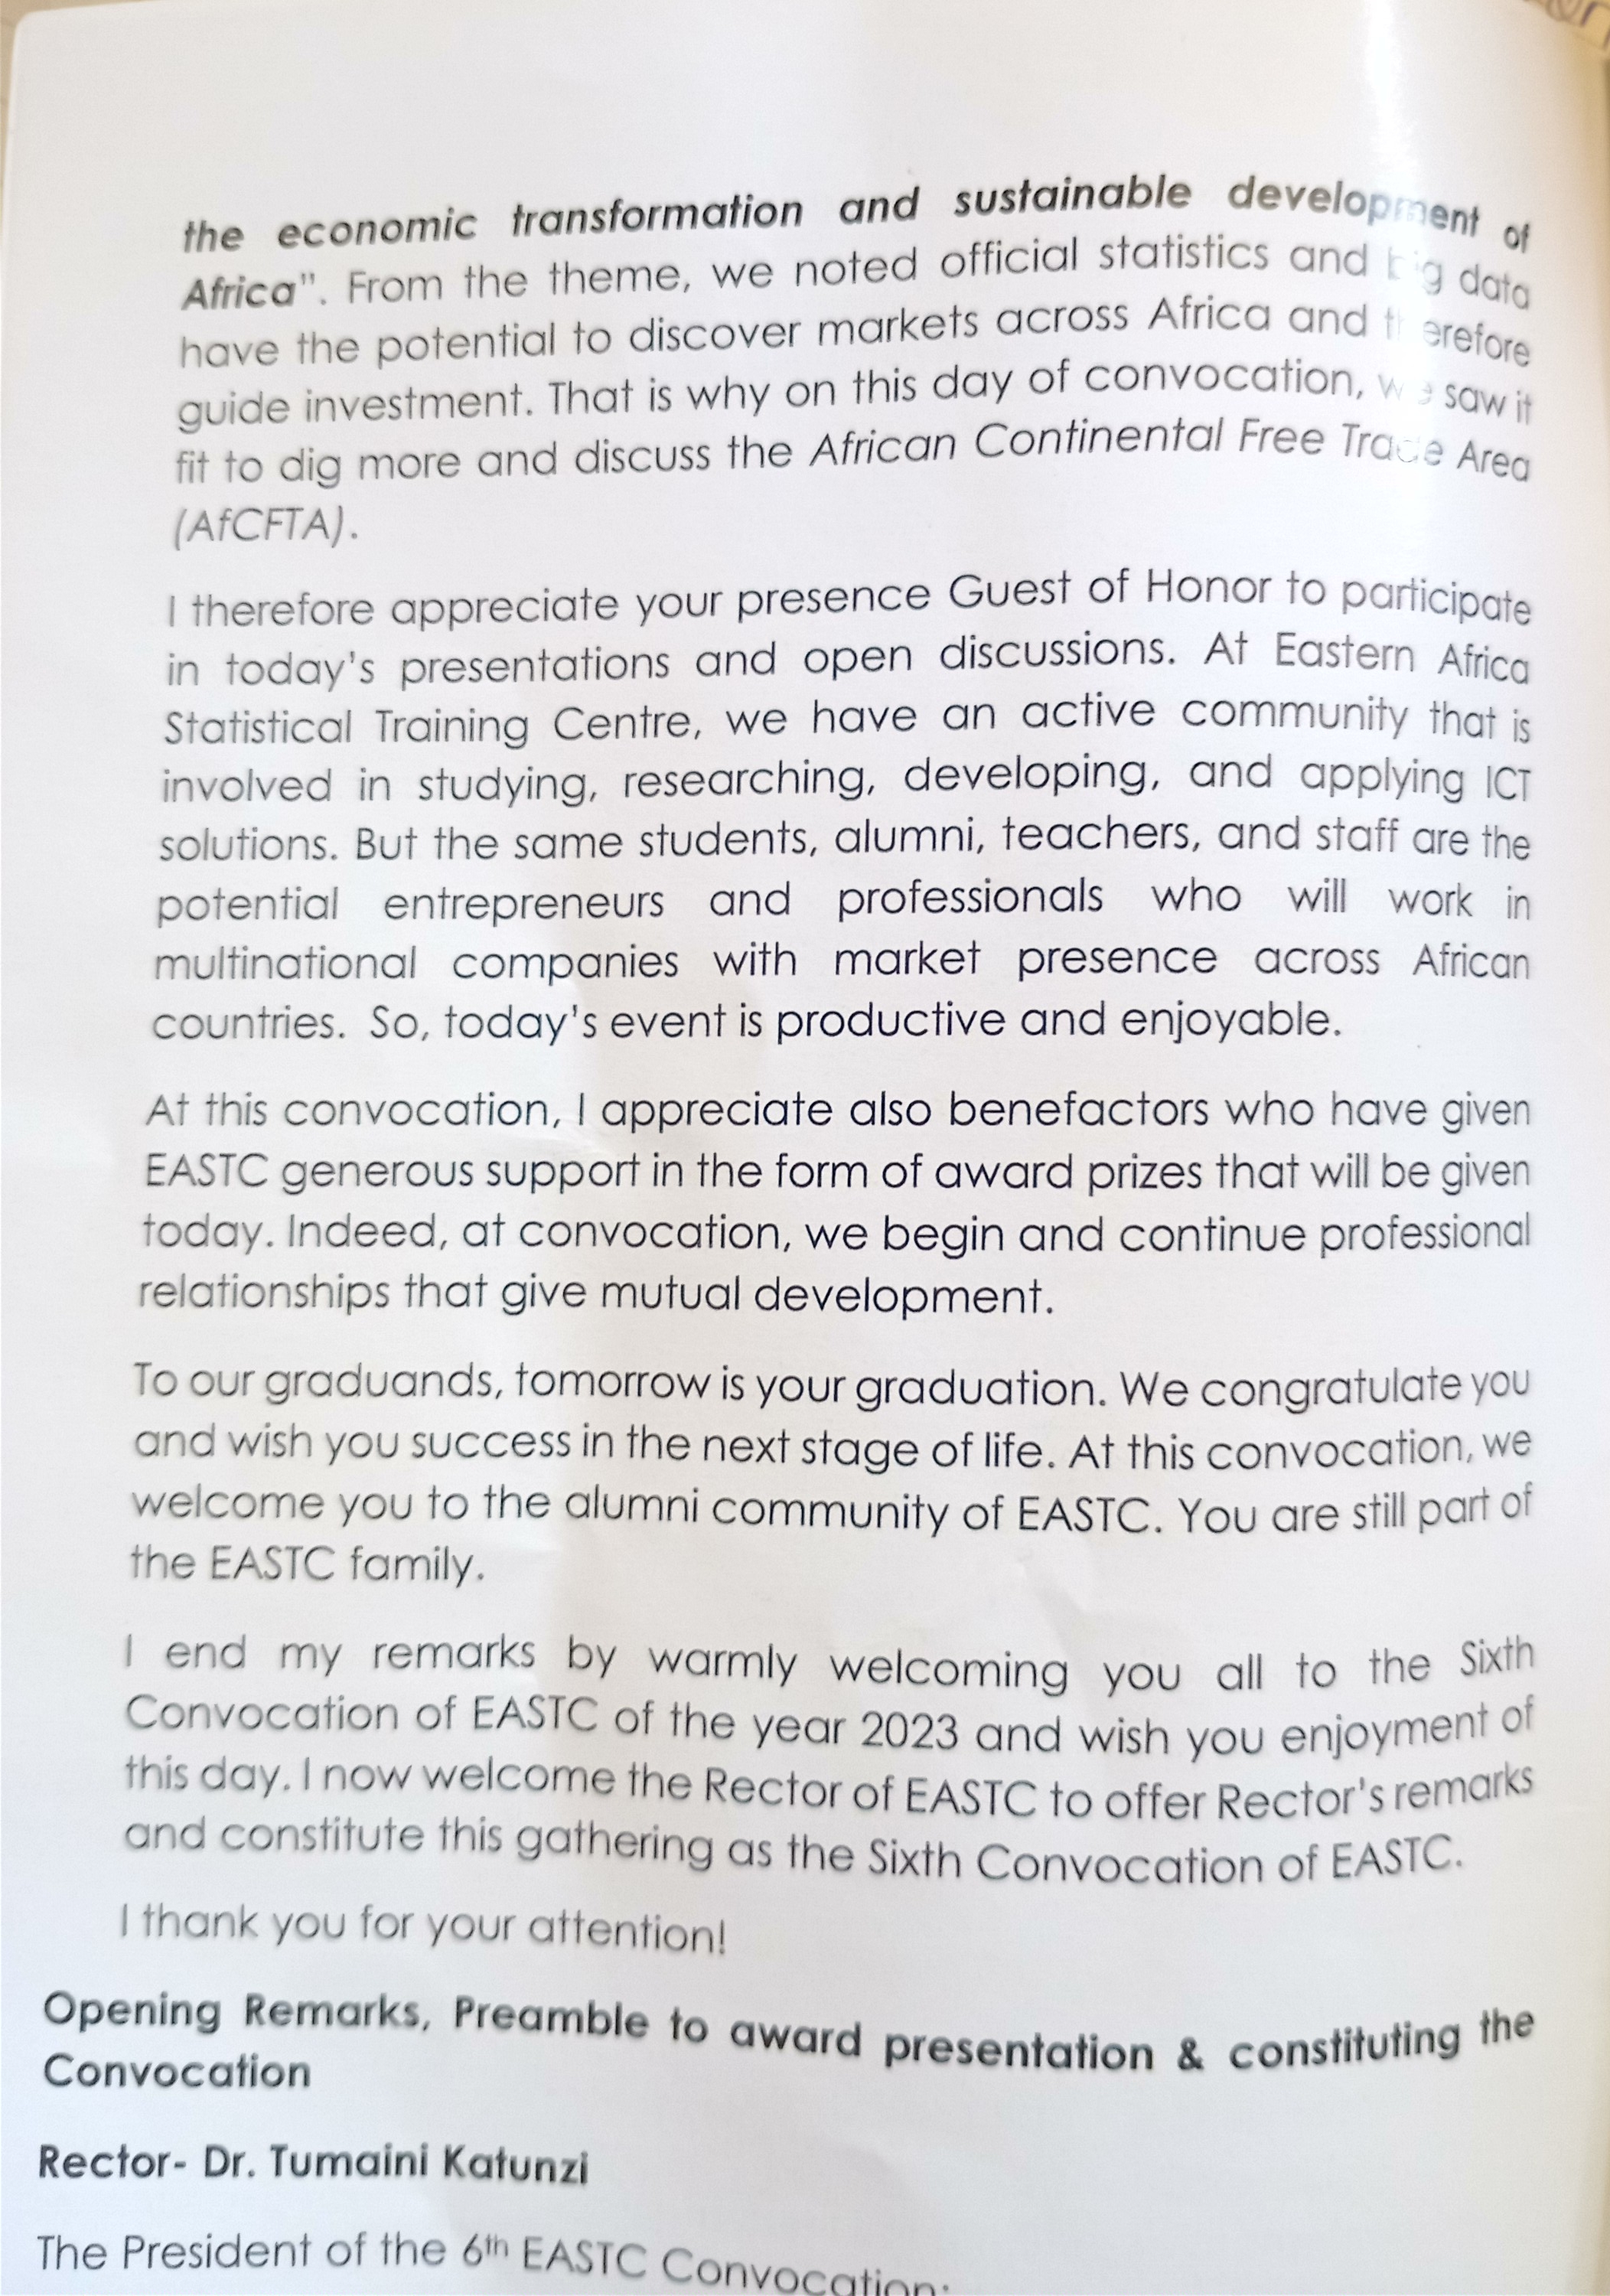 the economic transformation and sustainable development of
Africa". From the theme, we noted official statistics and big data
have the potential to discover markets across Africa and therefore
guide investment. That is why on this day of convocation, we saw it
fit to dig more and discuss the African Continental Free Trade Area
(AfCFTA).
I therefore appreciate your presence Guest of Honor to participate
in today's presentations and open discussions. At Eastern Africa
Statistical Training Centre, we have an active community that is
involved in studying, researching, developing, and applying ICT
solutions. But the same students, alumni, teachers, and staff are the
potential entrepreneurs and professionals who will work in
multinational companies with market presence across African
countries. So, today's event is productive and enjoyable.
At this convocation, I appreciate also benefactors who have given
EASTC generous support in the form of award prizes that will be given
today. Indeed, at convocation, we begin and continue professional
relationships that give mutual development.
To our graduands, tomorrow is your graduation. We congratulate you
and wish you success in the next stage of life. At this convocation, we
welcome you to the alumni community of EASTC. You are still part of
the EASTC family.
I end my remarks by warmly welcoming you all to the Sixth
Convocation of EASTC of the year 2023 and wish you enjoyment of
this day. I now welcome the Rector of EASTC to offer Rector's remarks
and constitute this gathering as the Sixth Convocation of EASTC.
I thank you for your attention!
Opening Remarks, Preamble to award presentation & constituting the
Convocation
Rector- Dr. Tumaini Katunzi
The President of the 6th EASTC Convocation;